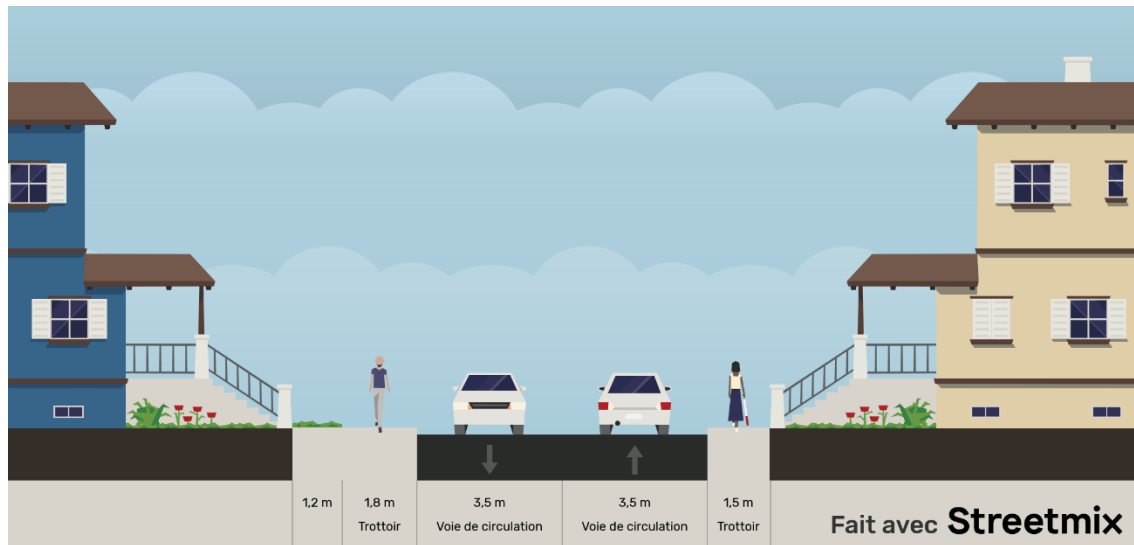 1,2 m
1,8 m
Trottoir
3,5 m
Voie de circulation
3,5 m
Voie de circulation
1,5 m
Trottoir
Fait avec Streetmix